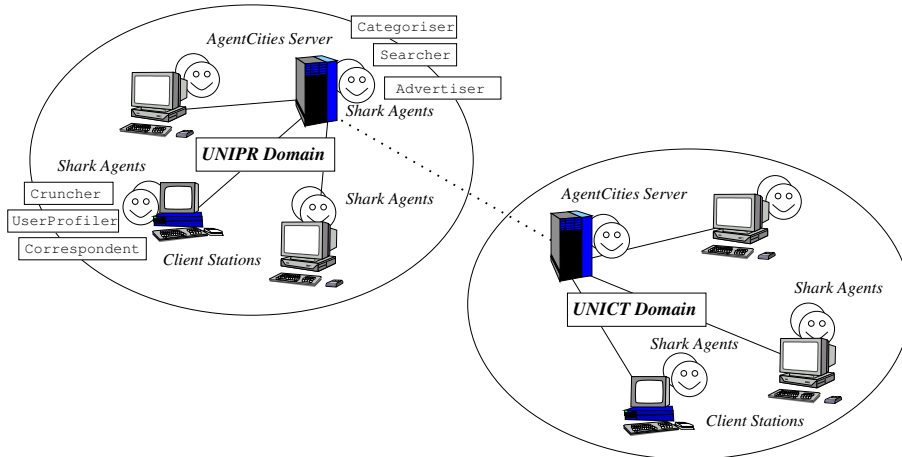 Categoriser
AgentCities Server
Searcher
Advertiser
Shark Agents
UNIPR Domain
Shark Agents
Cruncher
Shark Agents
UserProfiler
Correspondent
Client Stations
AgentCities Server
Shark Agents
UNICT Domain
Shark Agents
Client Stations